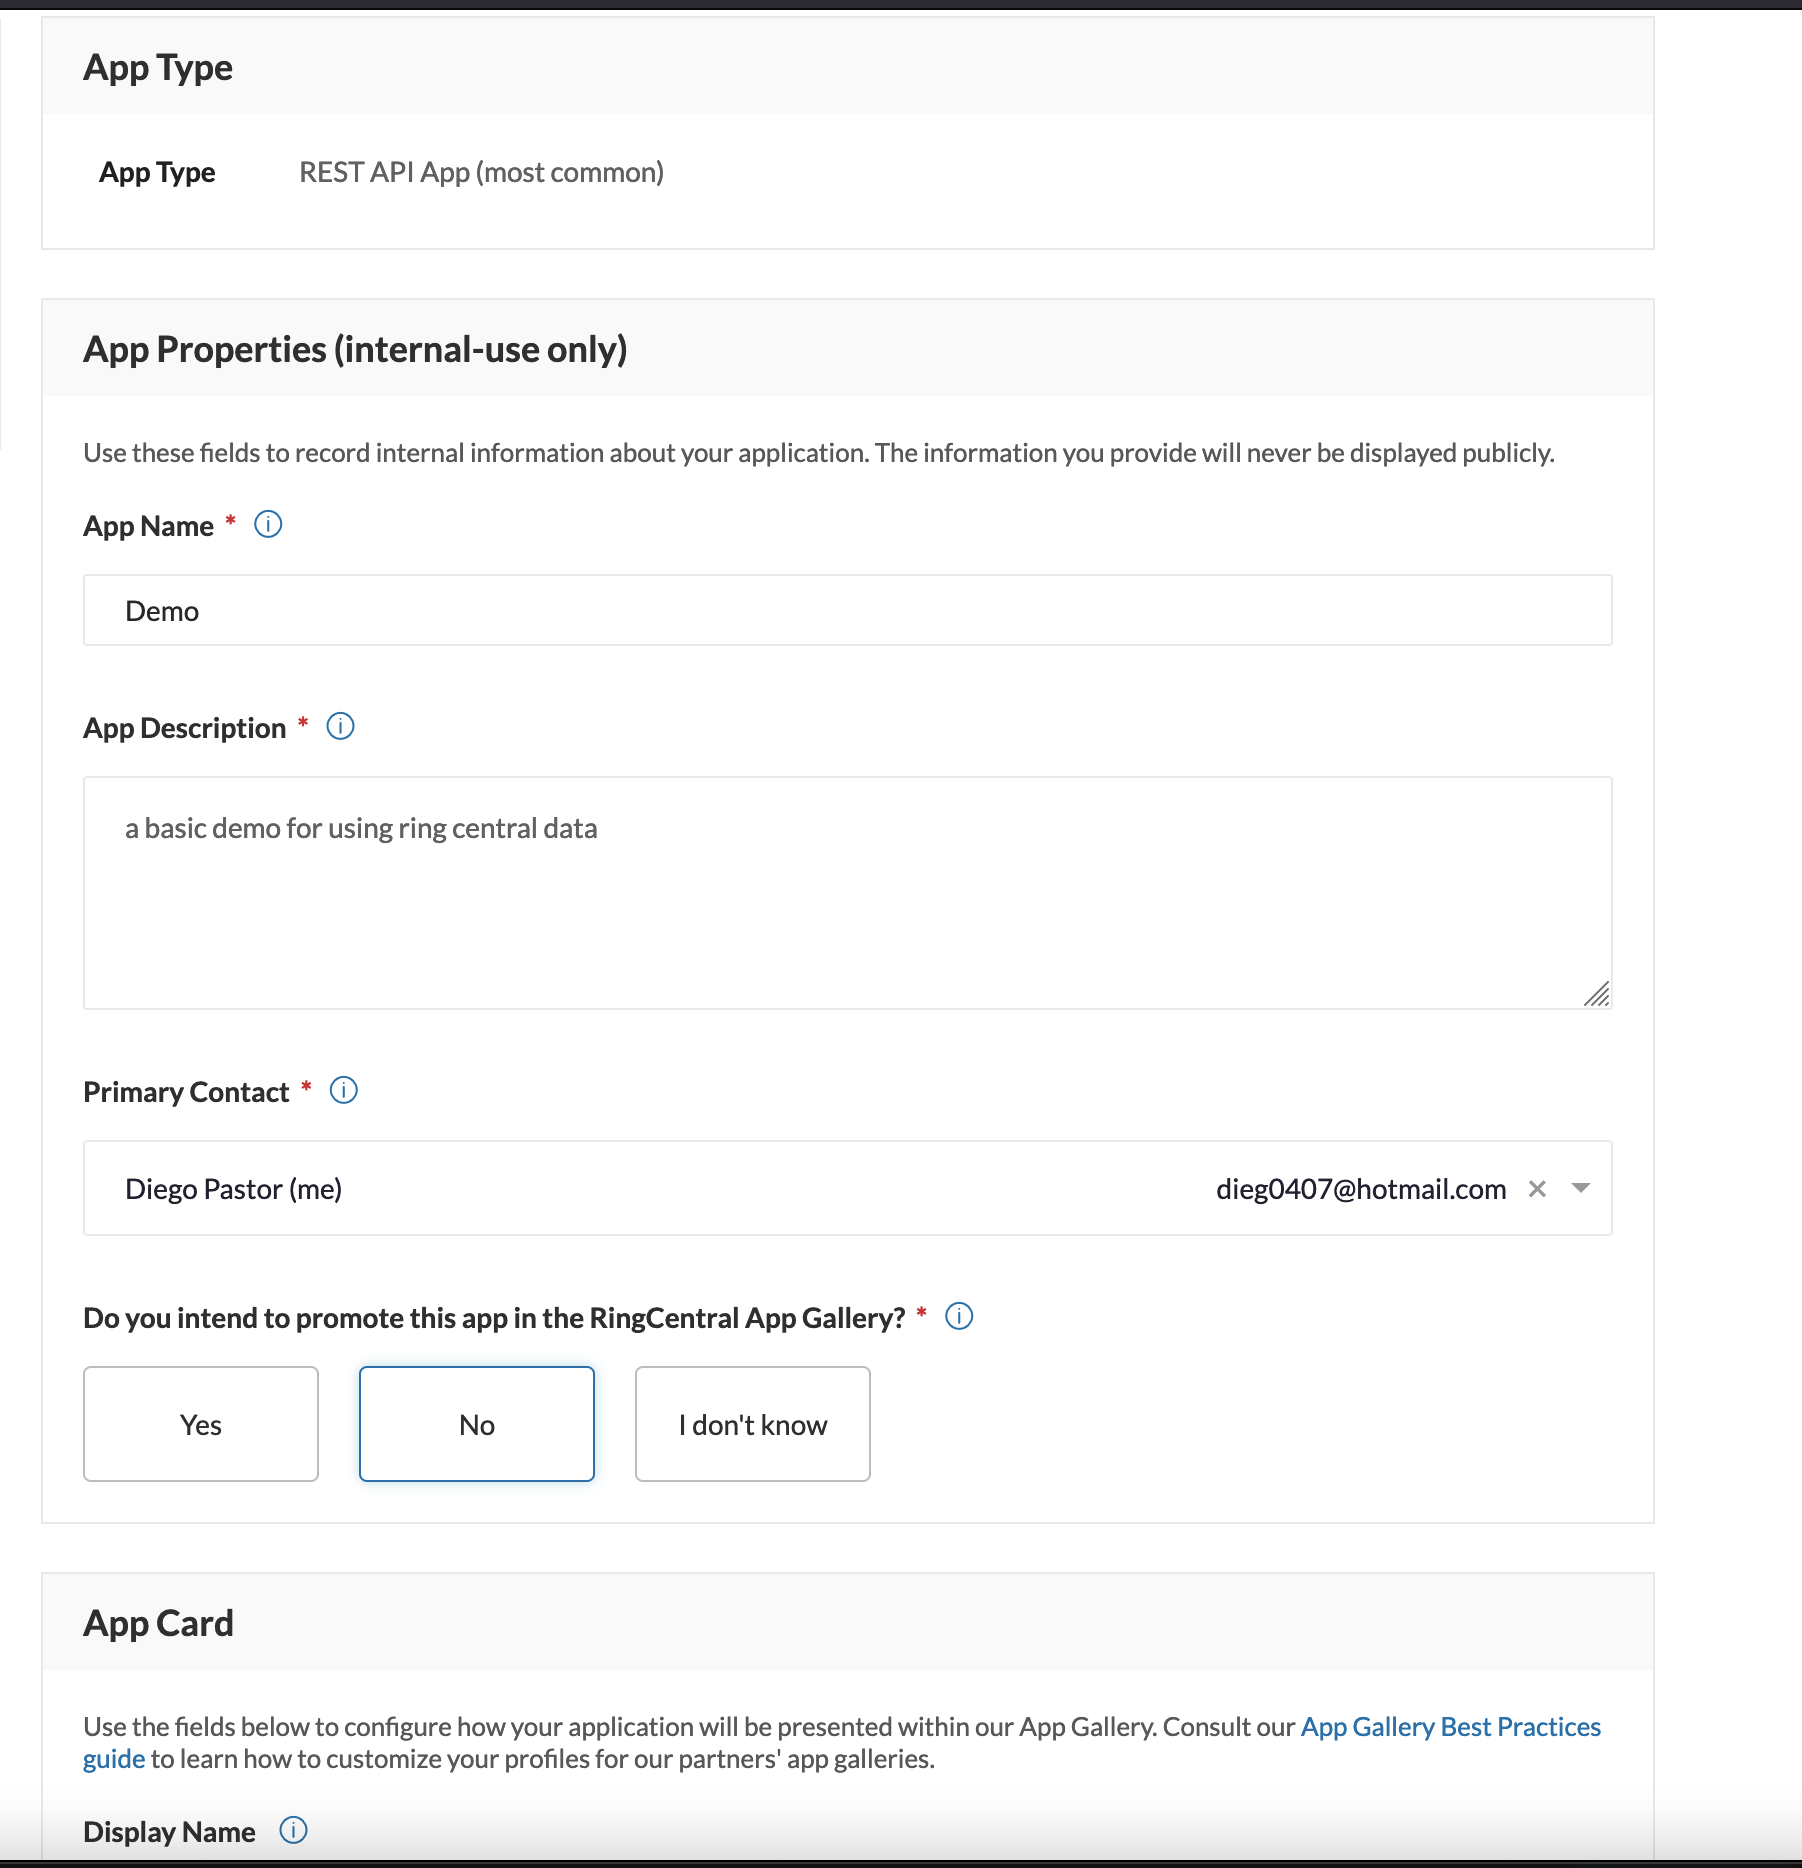 App Type
App Type REST API App (most common)
App Properties (internal-use only)
Use these fields to record internal information about your application. The information you provide will never be displayed publicly.
App Name *
Demo
App Description *
a basic demo for using ring central data
Primary Contact *
Diego Pastor (me) dieg0407@hotmail.com
Do you intend to promote this app in the RingCentral App Gallery? *
Yes No I don't know
App Card
Use the fields below to configure how your application will be presented within our App Gallery. Consult our App Gallery Best Practices
guide to learn how to customize your profiles for our partners' app galleries.
Display Name